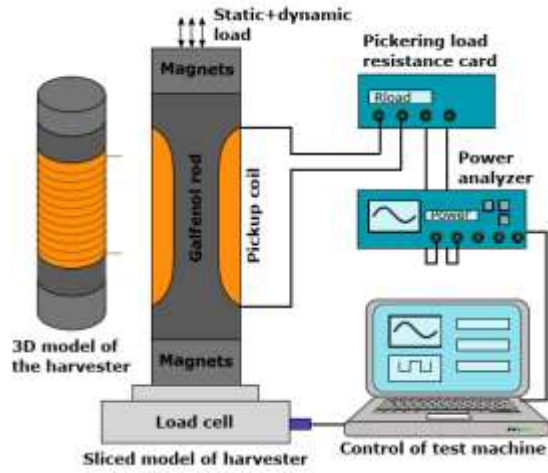 Static+dynamic
load
Pickering load
resistance card
Magnets
Rload
Power
analyzer
Power
Galfenol rod
Pickup coil
3D model of
the harvester
Magnets
Load cell
Control of test machine
Sliced model of harvester